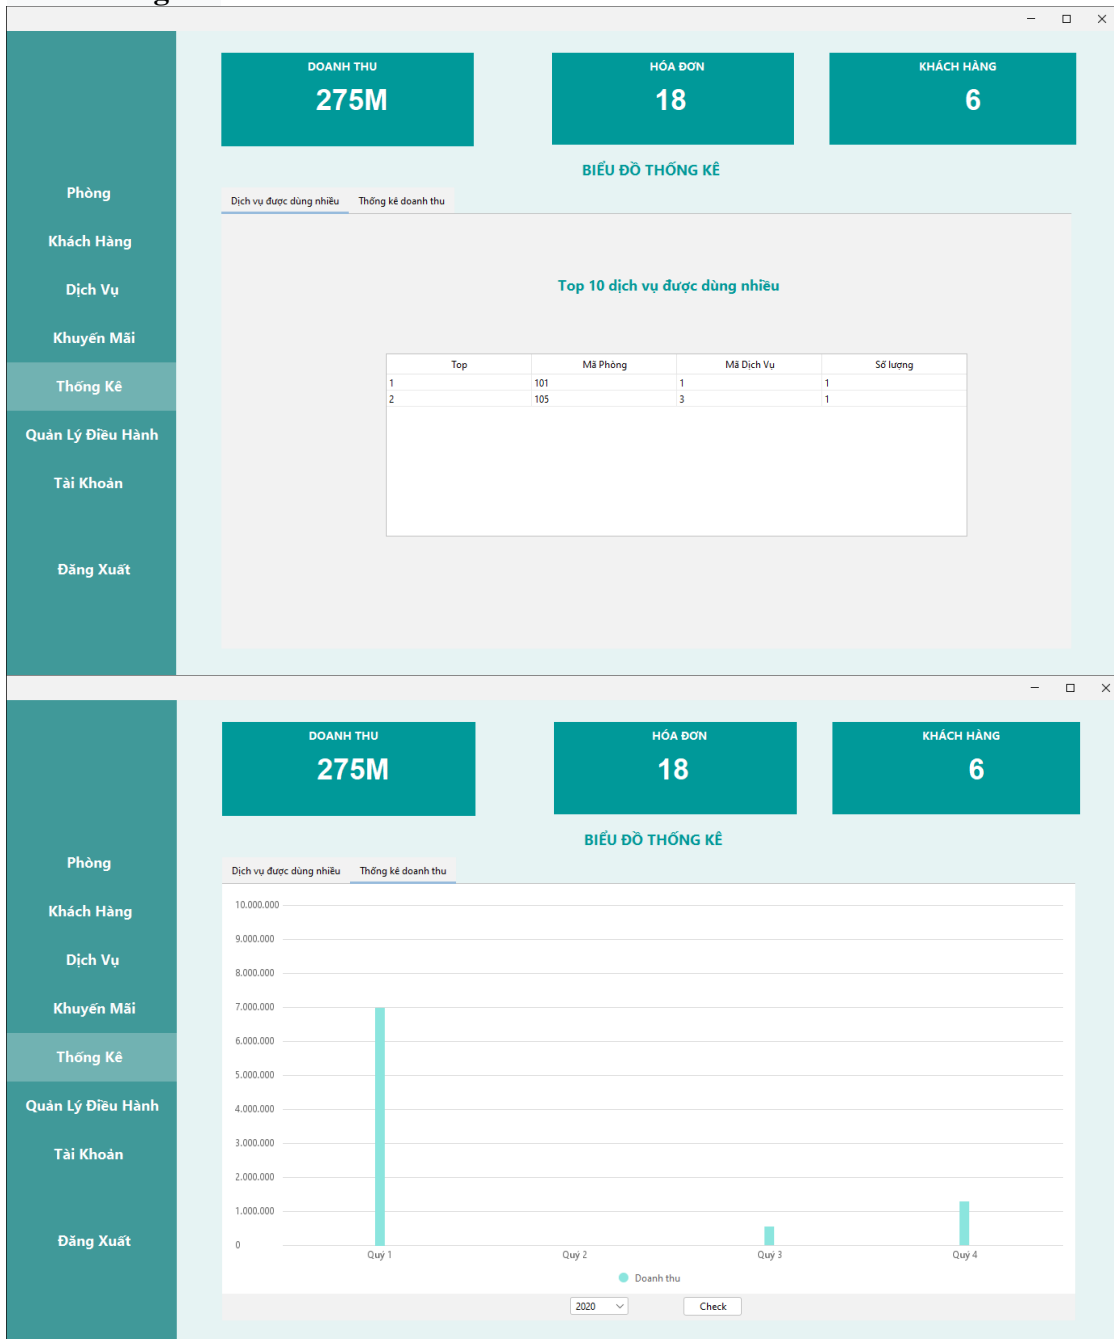 DOANH THU
275M
HÓA ĐƠN
18
KHÁCH HÀNG
6
BIỂU ĐỒ THỐNG KÊ
Phòng
Khách Hàng
Dịch Vụ
Khuyến Mãi
Thống Kê
Quản Lý Điều Hành
Tài Khoản
Đăng Xuất
Dịch vụ được dùng nhiều Thống kê doanh thu
Top 10 dịch vụ được dùng nhiều
Top Mã Phòng Mã Dịch Vụ Số lượng
1 101 1 1
2 105 3 1
DOANH THU
275M
HÓA ĐƠN
18
KHÁCH HÀNG
6
BIỂU ĐỒ THỐNG KÊ
Phòng
Khách Hàng
Dịch Vụ
Khuyến Mãi
Thống Kê
Quản Lý Điều Hành
Tài Khoản
Đăng Xuất
Dịch vụ được dùng nhiều Thống kê doanh thu
10.000.000
9.000.000
8.000.000
7.000.000
6.000.000
5.000.000
4.000.000
3.000.000
2.000.000
1.000.000
0
Quý 1 Quý 2 Quý 3 Quý 4
Doanh thu
2020 Check